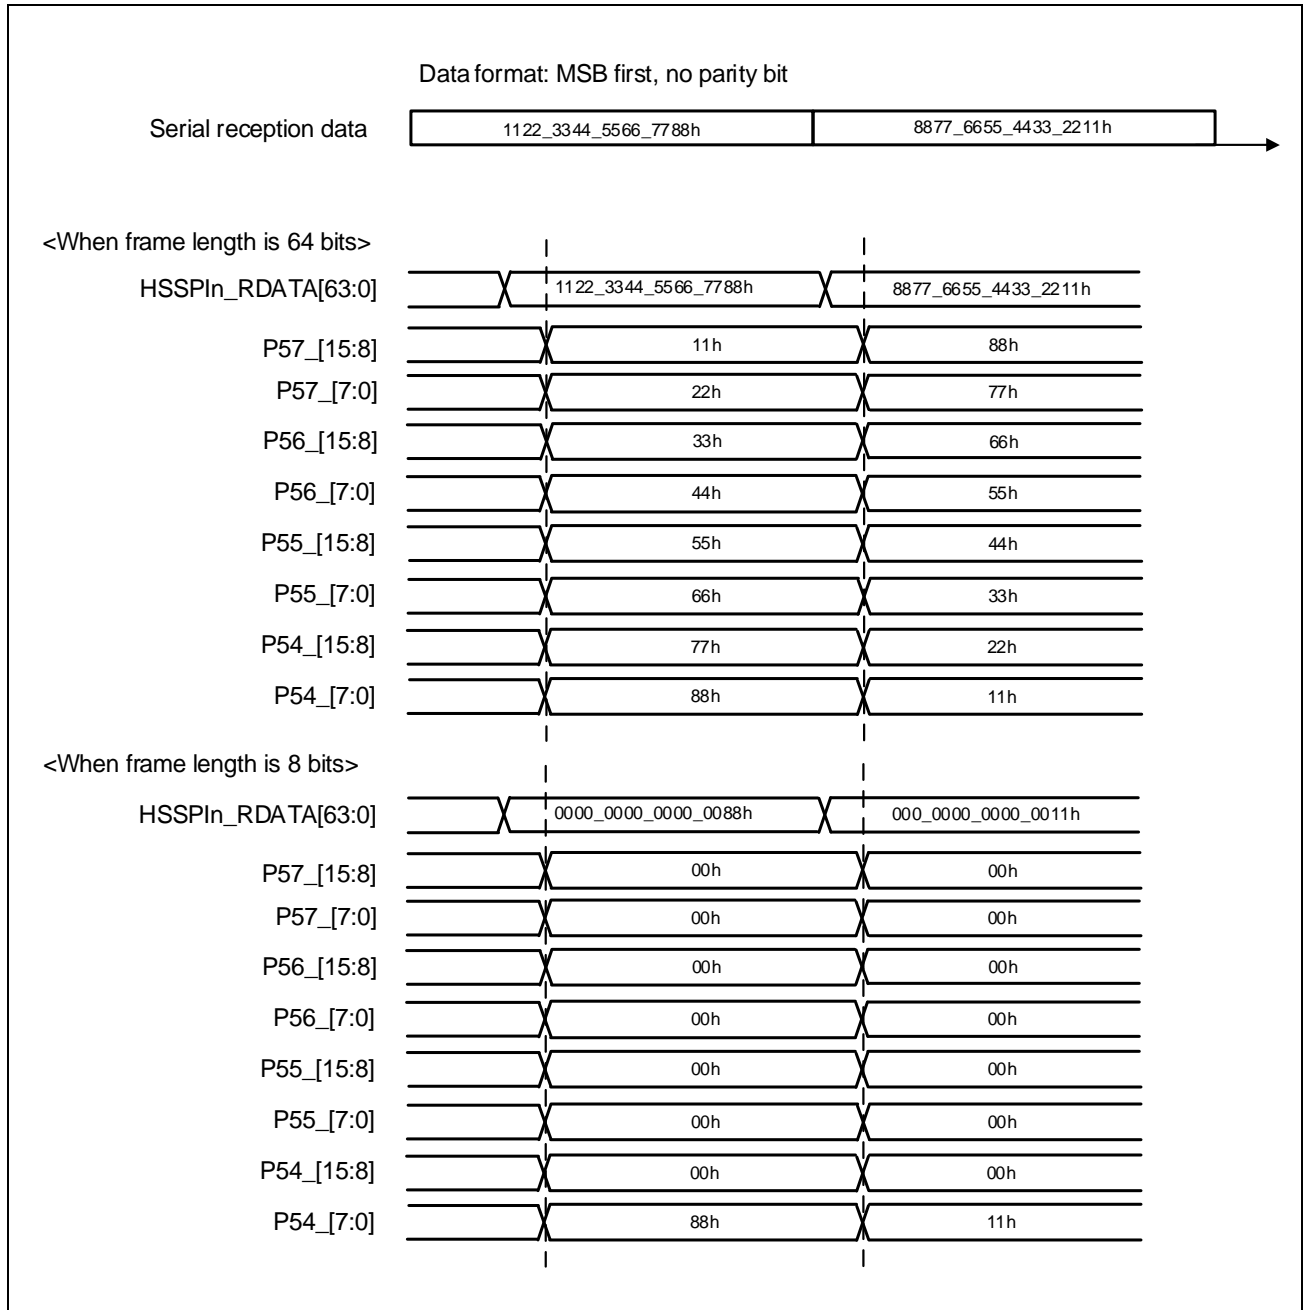 Data format: MSB first, no parity bit
Serial reception data 1122_3344_5566_7788h 8877_6655_4433_2211h
<When frame length is 64 bits>
HSSPIn_RDATA[63:0] 1122_3344_5566_7788h 8877_6655_4433_2211h
P57_[15:8] 11h 88h
P57_[7:0] 22h 77h
P56_[15:8] 33h 66h
P56_[7:0] 44h 55h
P55_[15:8] 55h 44h
P55_[7:0] 66h 33h
P54_[15:8] 77h 22h
P54_[7:0] 88h 11h
<When frame length is 8 bits>
HSSPIn_RDATA[63:0] 0000_0000_0000_0088h 000_0000_0000_0011h
P57_[15:8] 00h 00h
P57_[7:0] 00h 00h
P56_[15:8] 00h 00h
P56_[7:0] 00h 00h
P55_[15:8] 00h 00h
P55_[7:0] 00h 00h
P54_[15:8] 00h 00h
P54_[7:0] 88h 11h